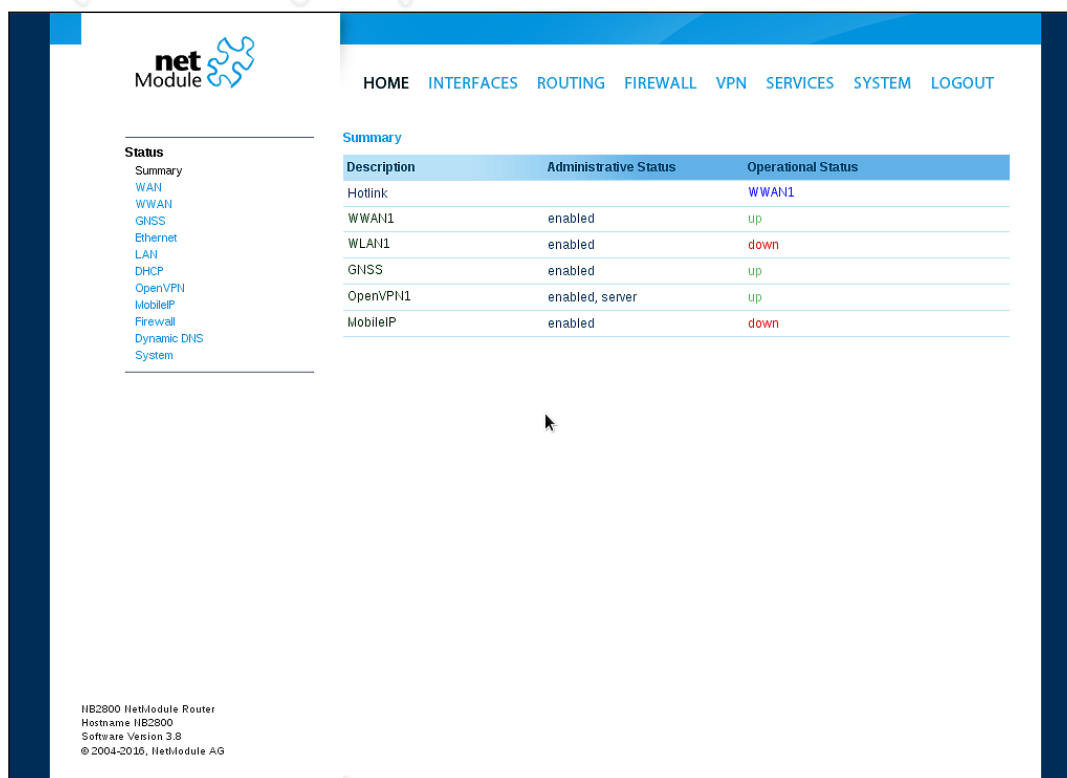 net
Module
HOME INTERFACES ROUTING FIREWALL VPN SERVICES SYSTEM LOGOUT
Status
Summary
WAN
WWAN
GNSS
Ethernet
LAN
DHCP
OpenVPN
MobileIP
Firewall
Dynamic DNS
System
Summary
Description Administrative Status Operational Status
Hotlink WWAN1
WWAN1 enabled up
WLAN1 enabled down
GNSS enabled up
OpenVPN1 enabled, server up
MobileIP enabled down
NB2800 NetModule Router
Hostname NB2800
Software Version 3.8
© 2004-2016, NetModule AG